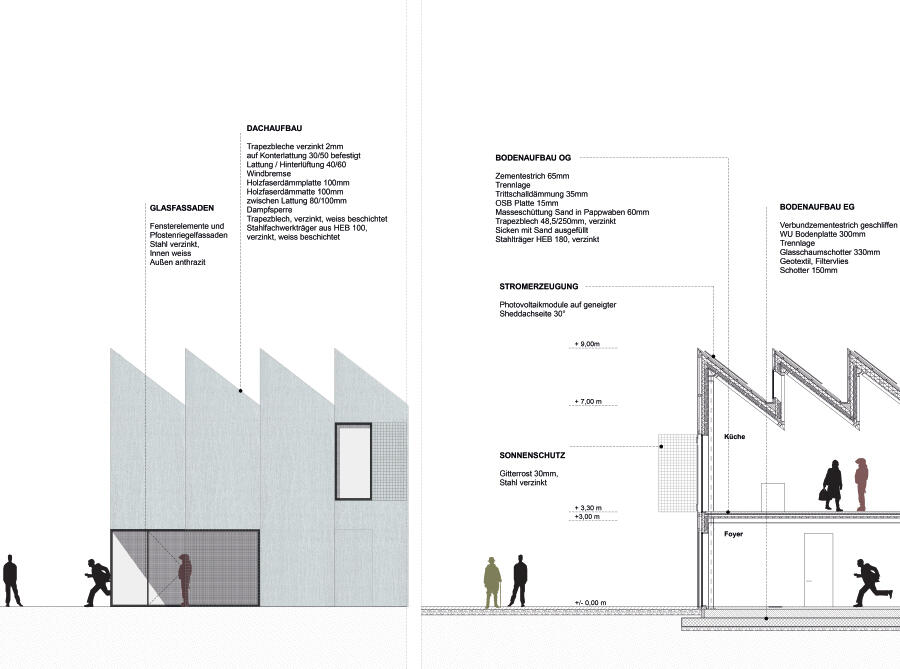 DACHAUFBAU
Trapezbleche verzinkt 2mm
auf Konterlattung 30/50 befestigt
Lattung / Hinterlüftung 40/60
Windbremse
Holzfaserdämmplatte 100mm
Holzfaserdämmatte 100mm
zwischen Lattung 80/100mm
Dampfsperre
Trapezblech, verzinkt, weiss beschichtet
Stahlfachwerkträger aus HEB 100,
verzinkt, weiss beschichtet
GLASFASSADEN
Fensterelemente und
Pfostenriegelfassaden
Stahl verzinkt,
Innen weiss
Außen anthrazit
BODENAUFBAU OG
Zementestrich 65mm
Trennlage
Trittschalldämmung 35mm
OSB Platte 15mm
Masseschüttung Sand in Pappwaben 60mm
Trapezblech 48,5/250mm, verzinkt
Sicken mit Sand ausgefüllt
Stahlträger HEB 180, verzinkt
BODENAUFBAU EG
Verbundzementestrich geschliffen
WU Bodenplatte 300mm
Trennlage
Glasschaumschotter 330mm
Geotextil, Filtervlies
Schotter 150mm
STROMERZEUGUNG
Photovoltaikmodule auf geneigter
Sheddachseite 30°
+ 9,00m
+ 7,00 m
Küche
SONNENSCHUTZ
Gitterrost 30mm,
Stahl verzinkt
+ 3,30 m
+3,00 m
Foyer
+/- 0,00 m